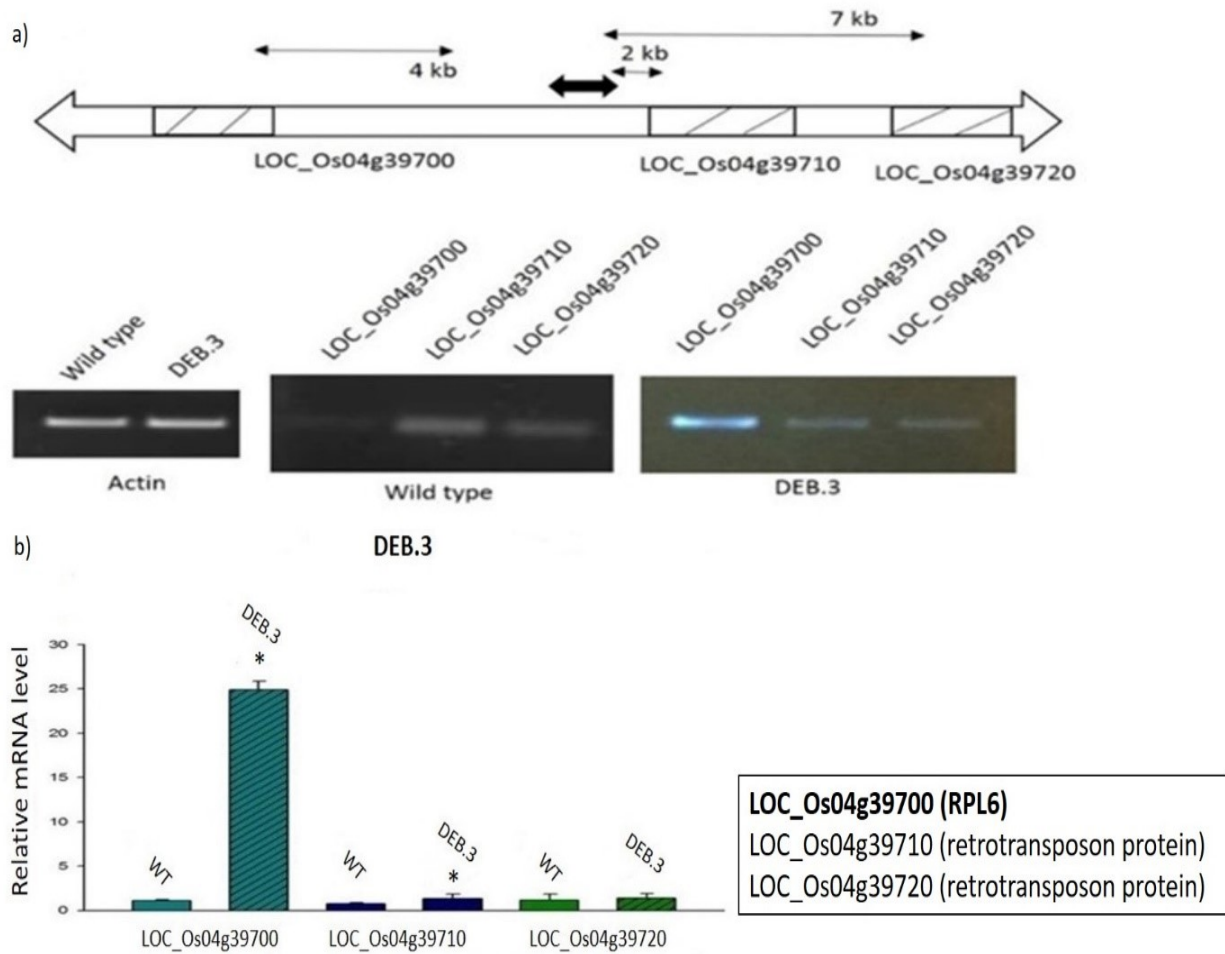 a)
7 kb
2 kb
4 kb
LOC_Os04g39700
LOC_Os04g39710
LOC_Os04g39720
Wild type
DEB.3
LOC_Os04g39700
LOC_Os04g39710
LOC_Os04g39720
LOC_Os04g39700
LOC_Os04g39710
LOC_Os04g39720
Actin
Wild type
DEB.3
b)
DEB.3
Relative mRNA level
30
25
20
15
10
5
0
WT
DEB.3
*
WT
DEB.3
*
WT
DEB.3
LOC_Os04g39700
LOC_Os04g39710
LOC_Os04g39720
LOC_Os04g39700 (RPL6)
LOC_Os04g39710 (retrotransposon protein)
LOC_Os04g39720 (retrotransposon protein)